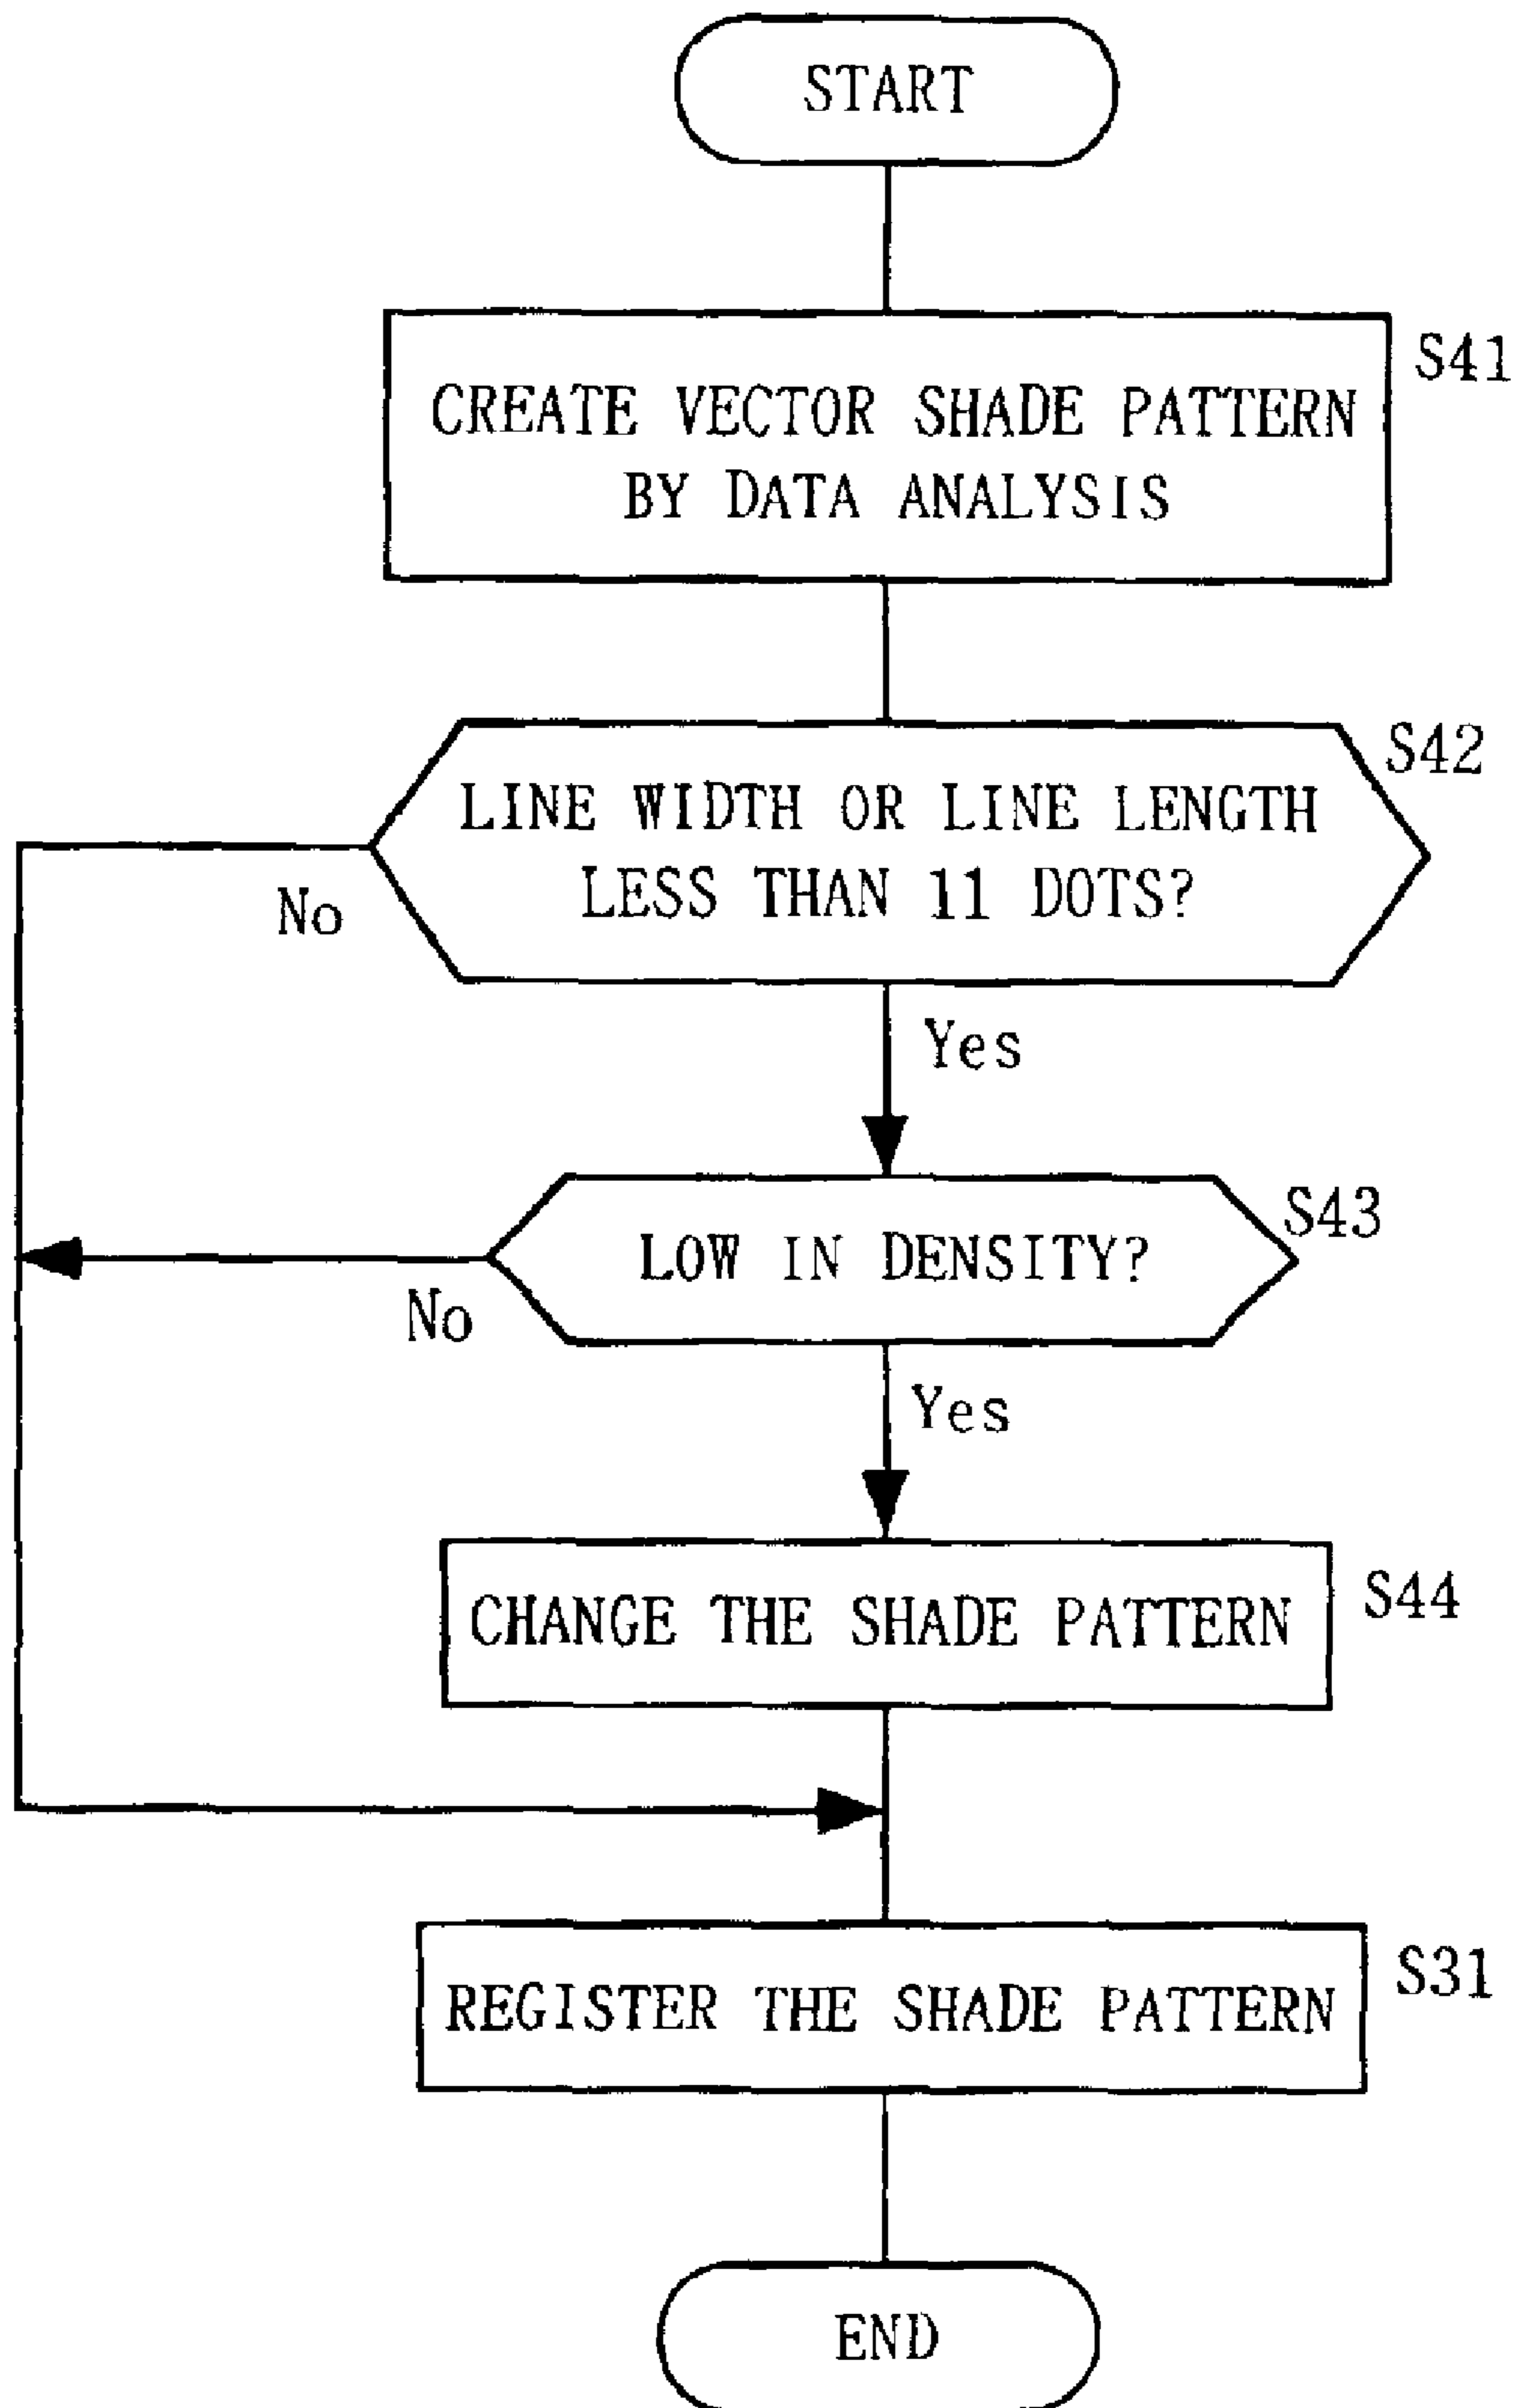 START
CREATE VECTOR SHADE PATTERN
BY DATA ANALYSIS
S41
LINE WIDTH OR LINE LENGTH
LESS THAN 11 DOTS?
S42
No
Yes
LOW IN DENSITY?
S43
No
Yes
CHANGE THE SHADE PATTERN
S44
REGISTER THE SHADE PATTERN
S31
END